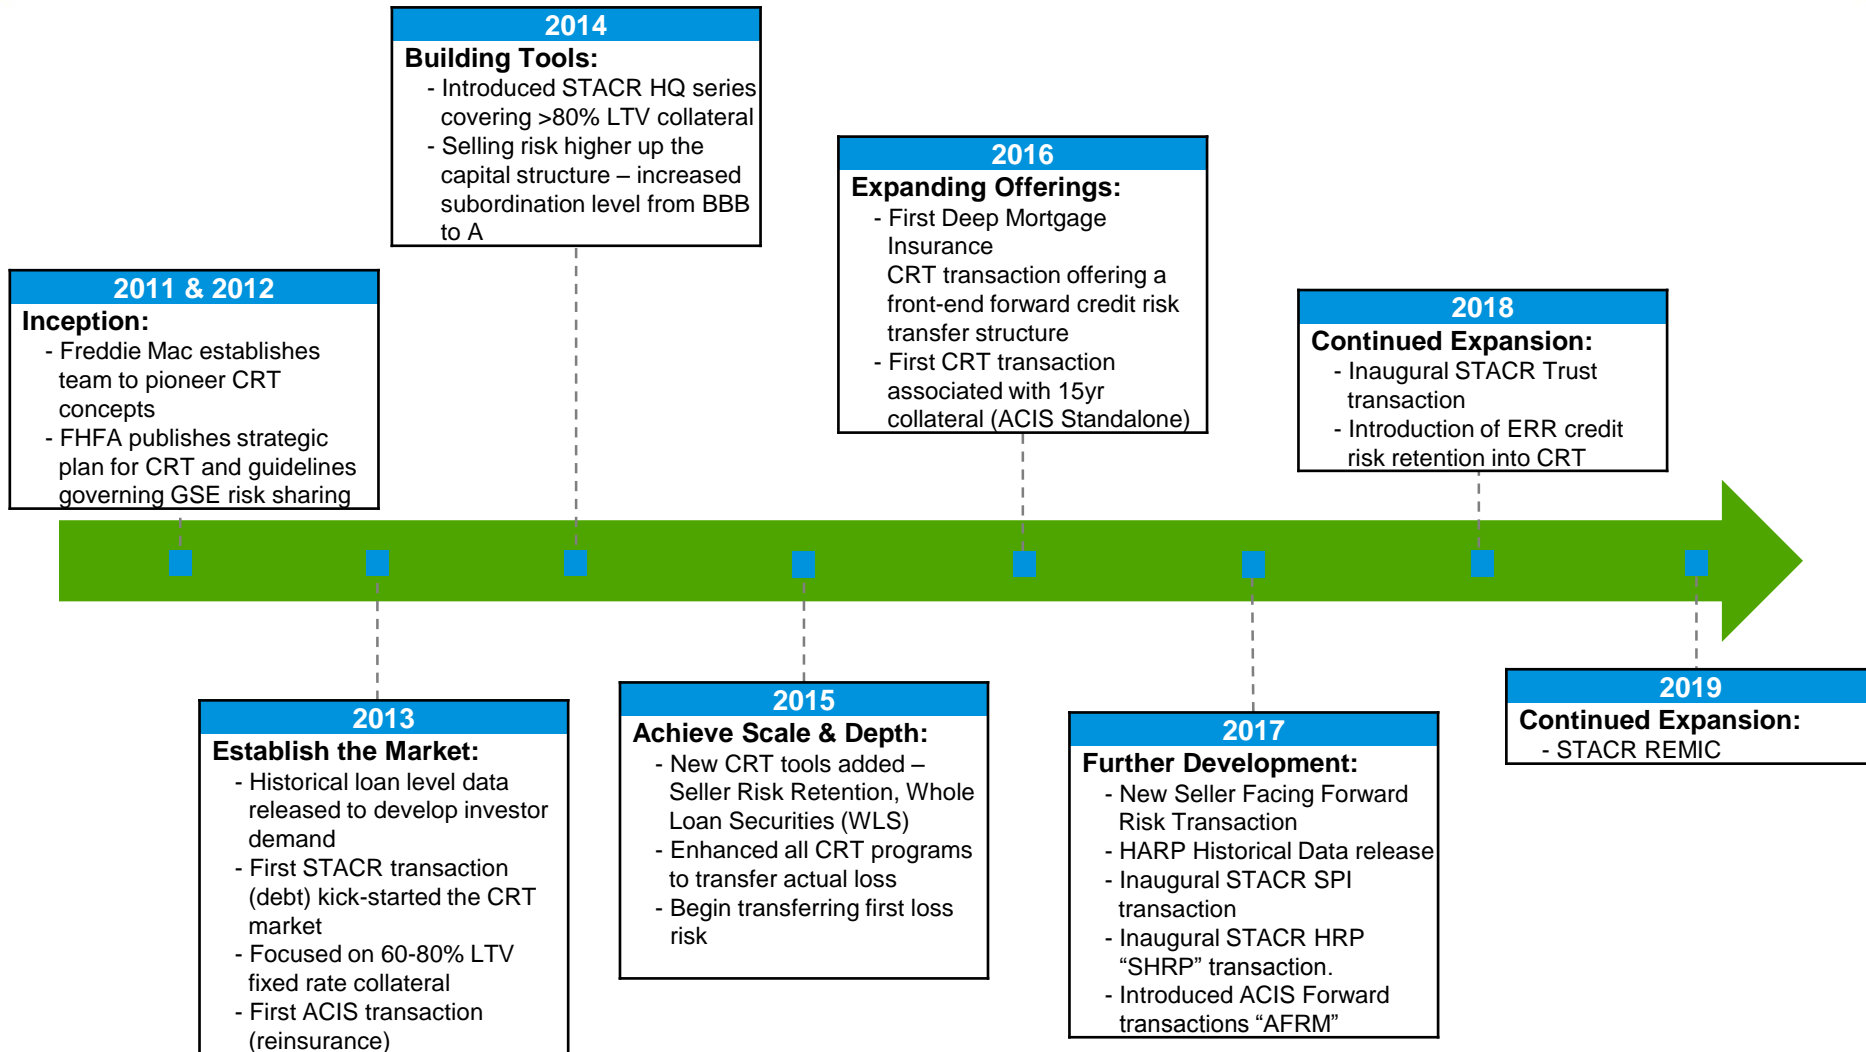 2011 & 2012
Inception:
- Freddie Mac establishes
team to pioneer CRT
concepts
- FHFA publishes strategic
plan for CRT and guidelines
governing GSE risk sharing
2013
Establish the Market:
- Historical loan level data
released to develop investor
demand
- First STACR transaction
(debt) kick-started the CRT
market
- Focused on 60-80% LTV
fixed rate collateral
- First ACIS transaction
(reinsurance)
2014
Building Tools:
- Introduced STACR HQ series
covering >80% LTV collateral
- Selling risk higher up the
capital structure – increased
subordination level from BBB
to A
2015
Achieve Scale & Depth:
- New CRT tools added –
Seller Risk Retention, Whole
Loan Securities (WLS)
- Enhanced all CRT programs
to transfer actual loss
- Begin transferring first loss
risk
2016
Expanding Offerings:
- First Deep Mortgage
Insurance
CRT transaction offering a
front-end forward credit risk
transfer structure
- First CRT transaction
associated with 15yr
collateral (ACIS Standalone)
2017
Further Development:
- New Seller Facing Forward
Risk Transaction
- HARP Historical Data release
- Inaugural STACR SPI
transaction
- Inaugural STACR HRP
“SHRP” transaction.
- Introduced ACIS Forward
transactions “AFRM”
2018
Continued Expansion:
- Inaugural STACR Trust
transaction
- Introduction of ERR credit
risk retention into CRT
2019
Continued Expansion:
- STACR REMIC